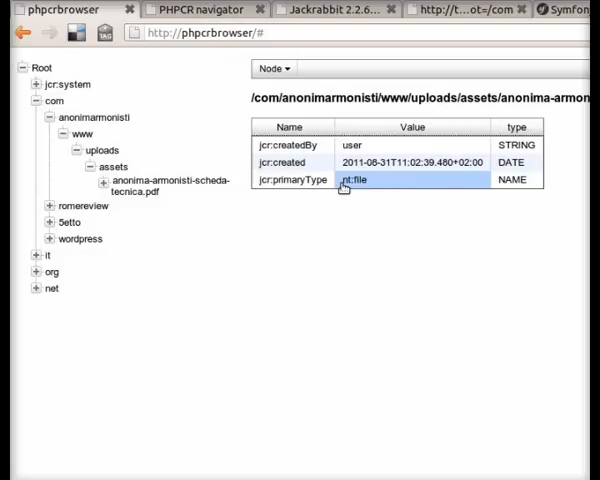 phpcrbrowser
PHPCR navigator
Jackrabbit 2.2.6...
http://t...ot=/com
Symfon
TAG
http://phpcrbrowser/#
Root
jcr:system
com
anonimarmonisti
www
uploads
assets
anonima-armonisti-scheda-
tecnica.pdf
romereview
5etto
wordpress
it
org
net
Node
/com/anonimarmonisti/www/uploads/assets/anonima-armon
Name Value type
jcr:createdBy user STRING
jcr:created 2011-08-31T11:02:39.480+02:00 DATE
jcr:primaryType nt:file NAME